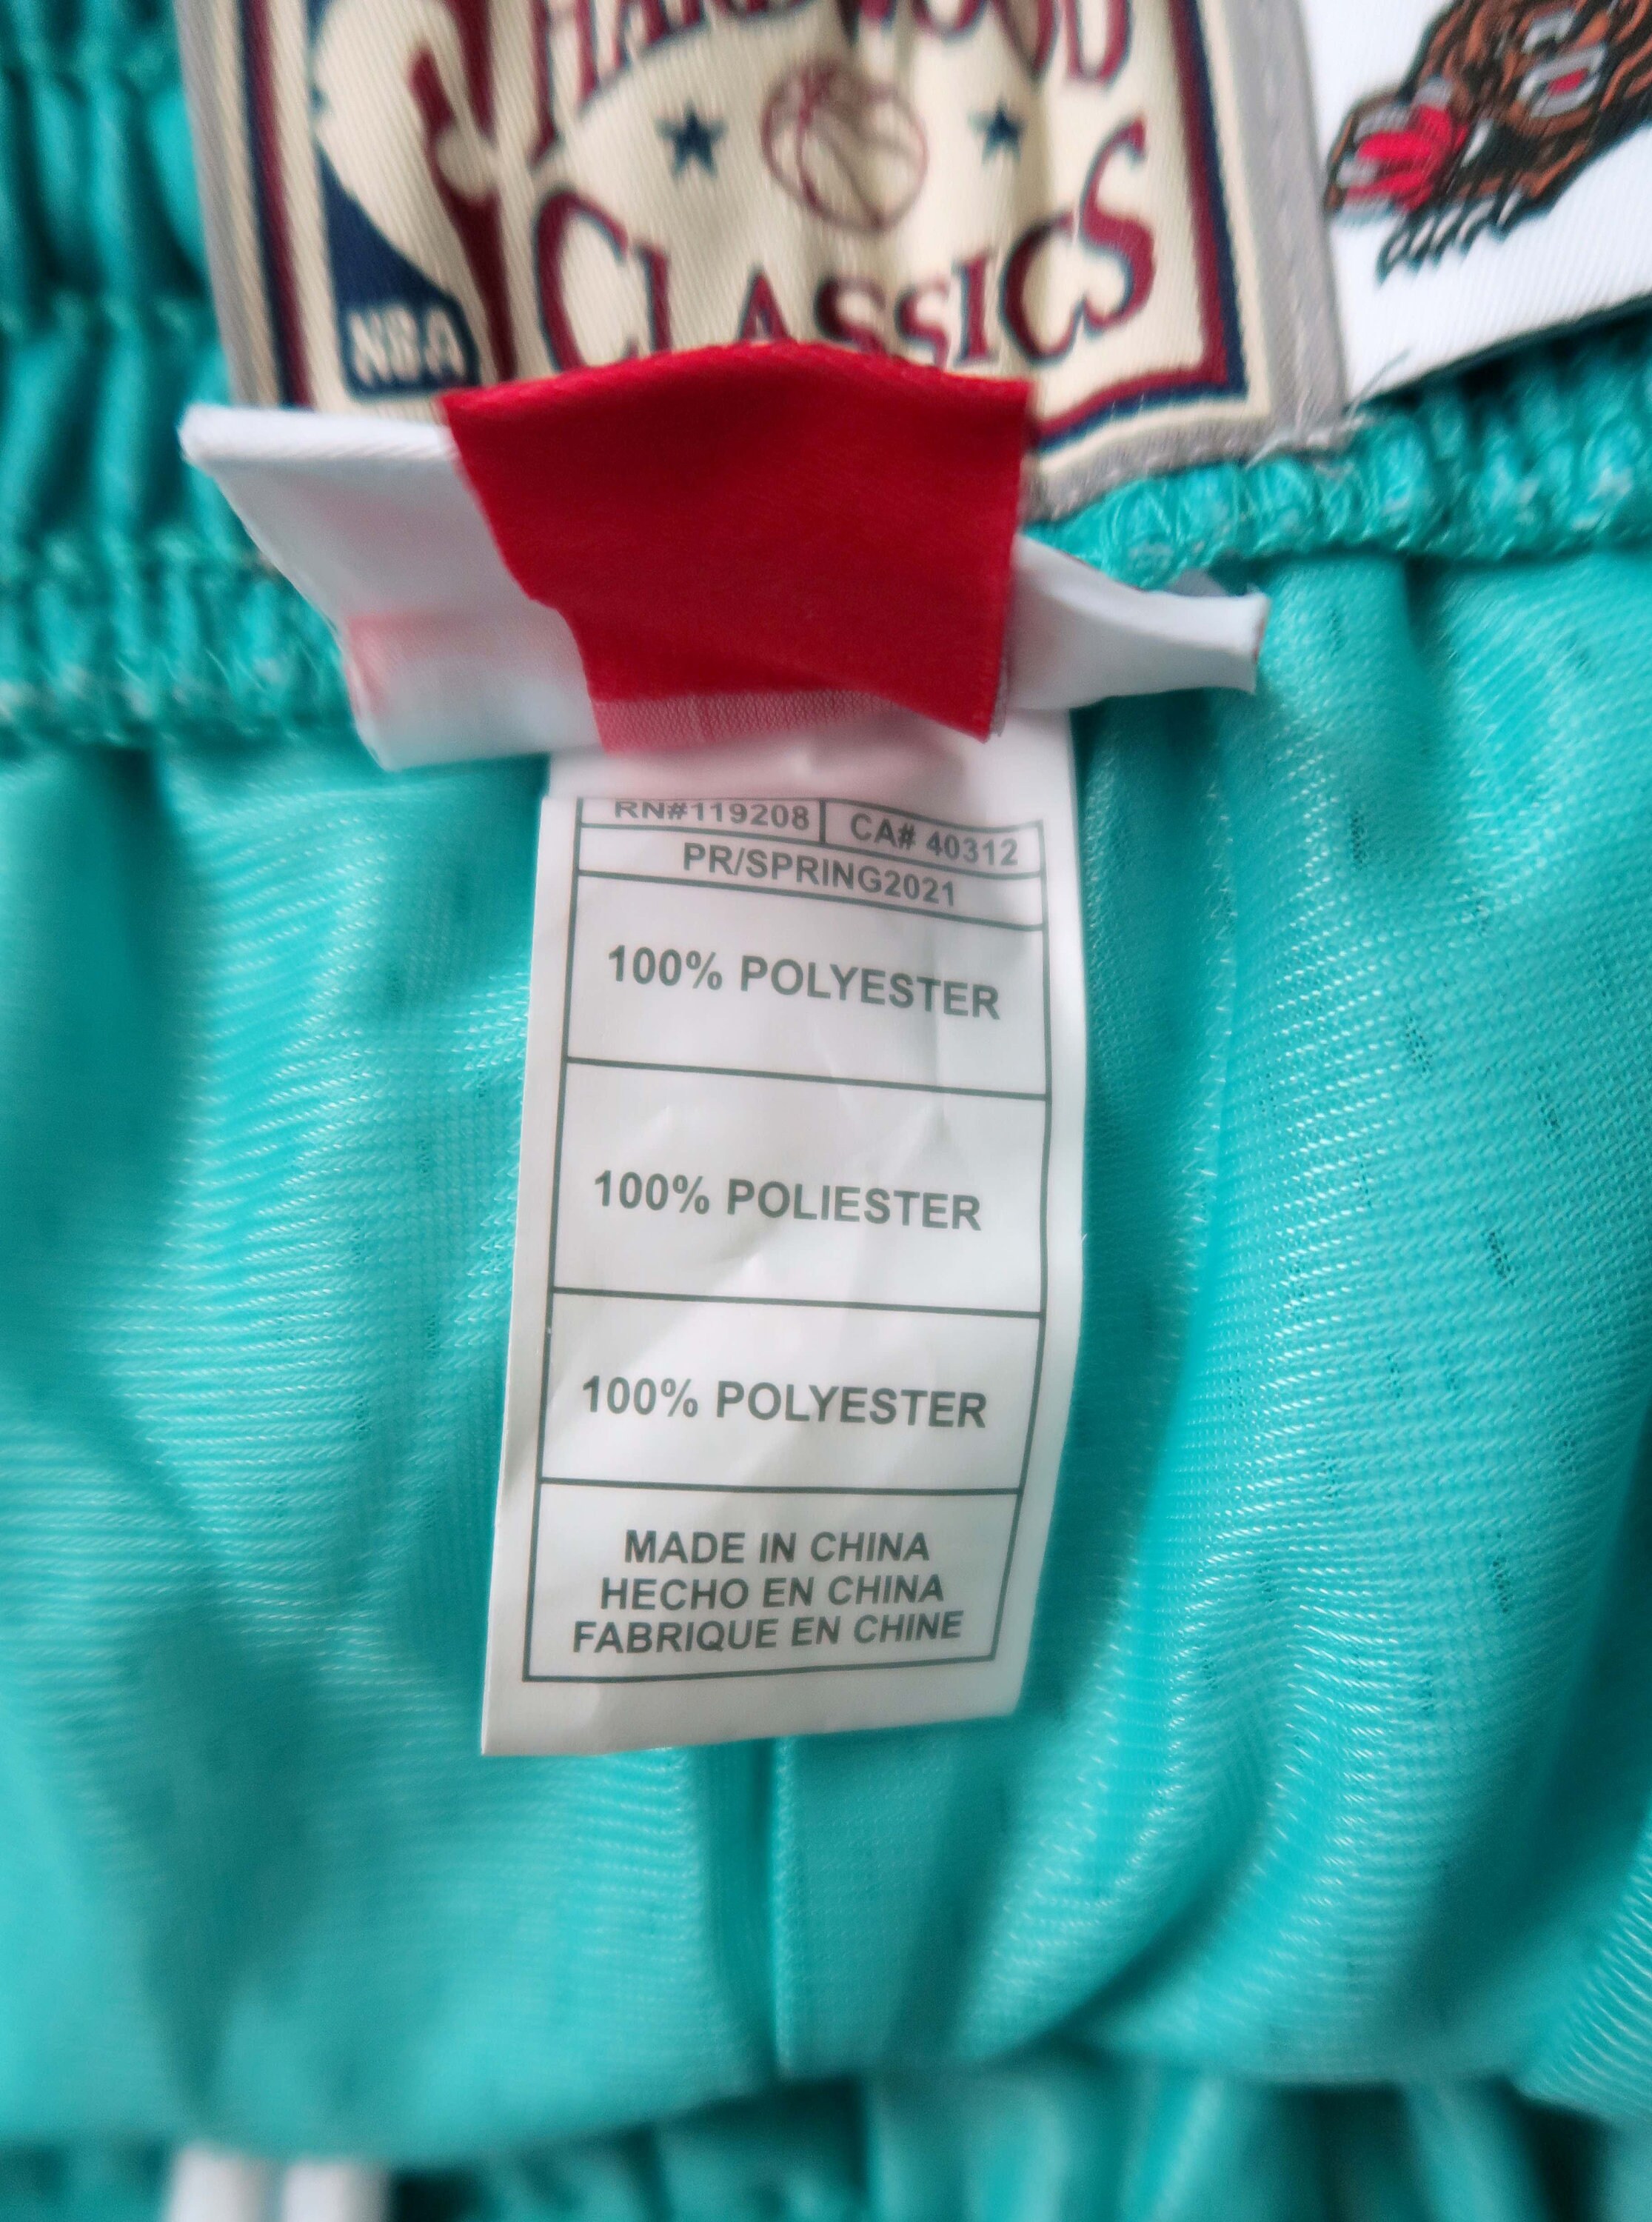 HARDWOOD
CLASSICS
NBA
RN#119208 CA# 40312
PR/SPRING2021
100% POLYESTER
100% POLIESTER
100% POLYESTER
MADE IN CHINA
HECHO EN CHINA
FABRIQUE EN CHINE